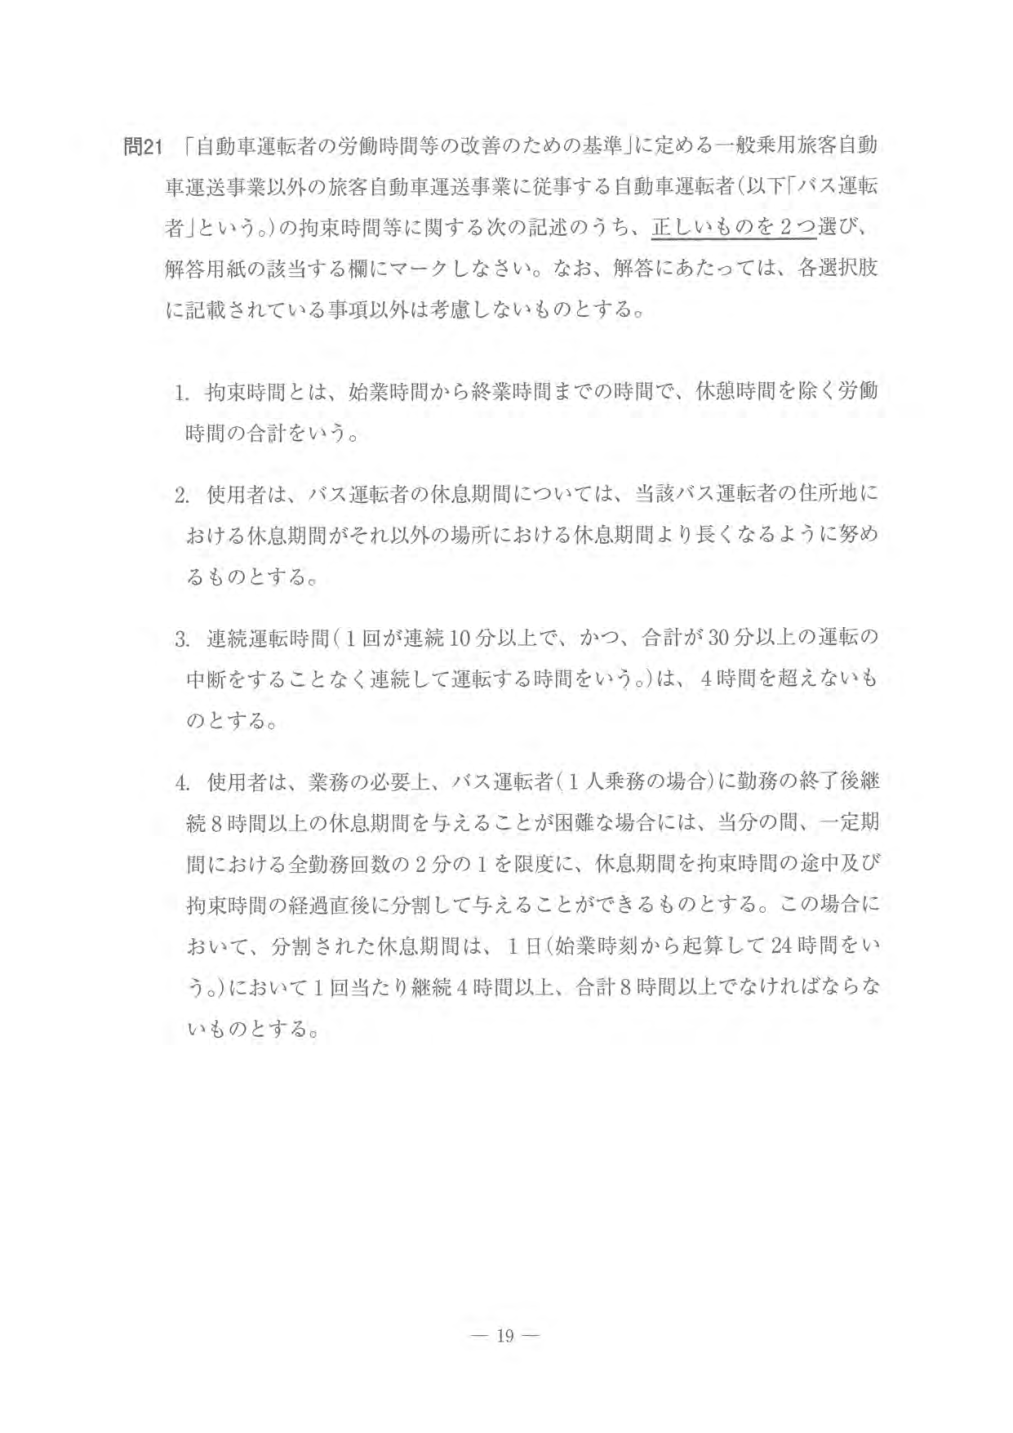 問21 「自動車運転者の労働時間等の改善のための基準」に定める一般乗用旅客自動
車運送事業以外の旅客自動車運送事業に従事する自動車運転者(以下「バス運転
者」という。)の拘束時間等に関する次の記述のうち、正しいものを2つ選び、
解答用紙の該当する欄にマークしなさい。なお、解答にあたっては、各選択肢
に記載されている事項以外は考慮しないものとする。
1. 拘束時間とは、始業時間から終業時間までの時間で、休憩時間を除く労働
時間の合計をいう。
2. 使用者は、バス運転者の休息期間については、当該バス運転者の住所地に
おける休息期間がそれ以外の場所における休息期間より長くなるように努め
るものとする。
3. 連続運転時間(1回が連続10分以上で、かつ、合計が30分以上の運転の
中断をすることなく連続して運転する時間をいう。)は、4時間を超えないも
のとする。
4. 使用者は、業務の必要上、バス運転者(1人乗務の場合)に勤務の終了後継
続8時間以上の休息期間を与えることが困難な場合には、当分の間、一定期
間における全勤務回数の2分の1を限度に、休息期間を拘束時間の途中及び
拘束時間の経過直後に分割して与えることができるものとする。この場合に
おいて、分割された休息期間は、1日(始業時刻から起算して24時間をい
う。)において1回当たり継続4時間以上、合計8時間以上でなければならな
いものとする。
― 19 ―